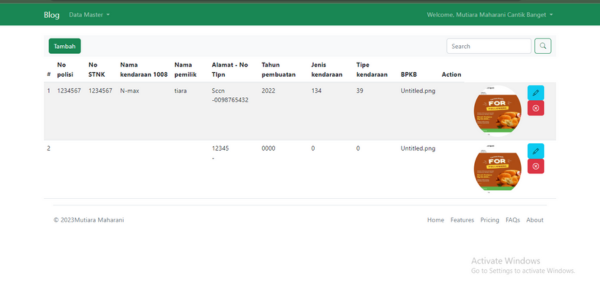 Blog Data Master Welcome, Mutiara Maharani Cantik Banget
Tambah Search
# No polisi No STNK Nama kendaraan 1008 Nama pemilik Alamat - No Tlpn Tahun pembuatan Jenis kendaraan Tipe kendaraan BPKB Action
1 1234567 1234567 N-max tiara Sccn -0098765432 2022 134 39 Untitled.png
FOR
2 12345 - 0000 0 0 Untitled.png
FOR
© 2023Mutiara Maharani Home Features Pricing FAQs About
Activate Windows
Go to Settings to activate Windows.